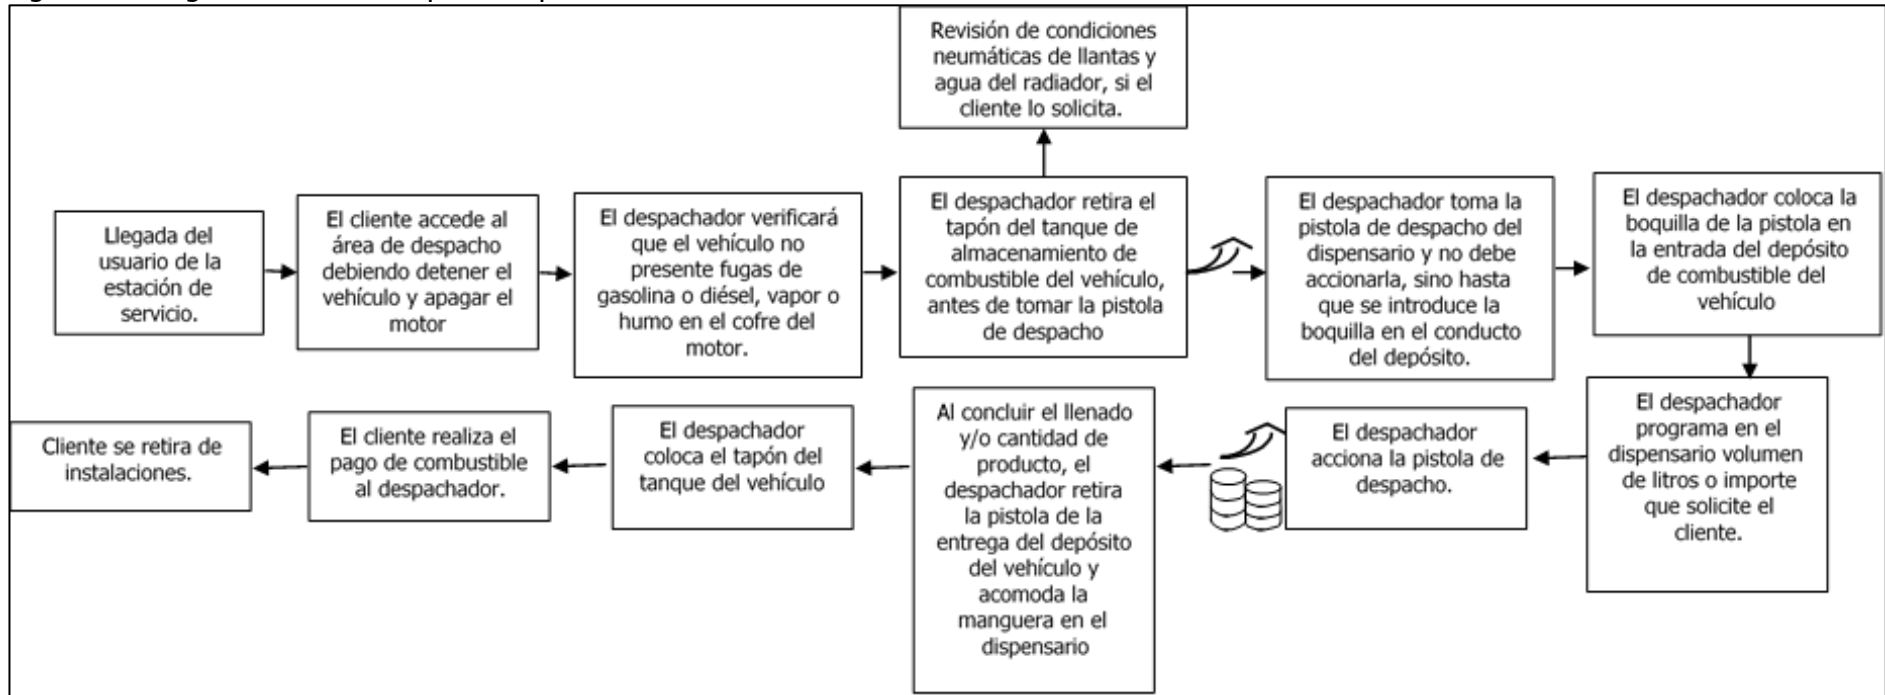 Revisión de condiciones
neumáticas de llantas y
agua del radiador, si el
cliente lo solicita.
Llegada del
usuario de la
estación de
servicio.
El cliente accede al
área de despacho
debiendo detener el
vehículo y apagar el
motor
El despachador verificará
que el vehículo no
presente fugas de
gasolina o diésel, vapor o
humo en el cofre del
motor.
El despachador retira el
tapón del tanque de
almacenamiento de
combustible del vehículo,
antes de tomar la pistola
de despacho
El despachador toma la
pistola de despacho del
dispensario y no debe
accionarla, sino hasta
que se introduce la
boquilla en el conducto
del depósito.
El despachador coloca la
boquilla de la pistola en
la entrada del depósito
de combustible del
vehículo
El despachador
programa en el
dispensario volumen
de litros o importe
que solicite el
cliente.
El despachador
acciona la pistola de
despacho.
Al concluir el llenado
y/o cantidad de
producto, el
despachador retira
la pistola de la
entrega del depósito
del vehículo y
acomoda la
manguera en el
dispensario
El despachador
coloca el tapón del
tanque del vehículo
El cliente realiza el
pago de combustible
al despachador.
Cliente se retira de
instalaciones.